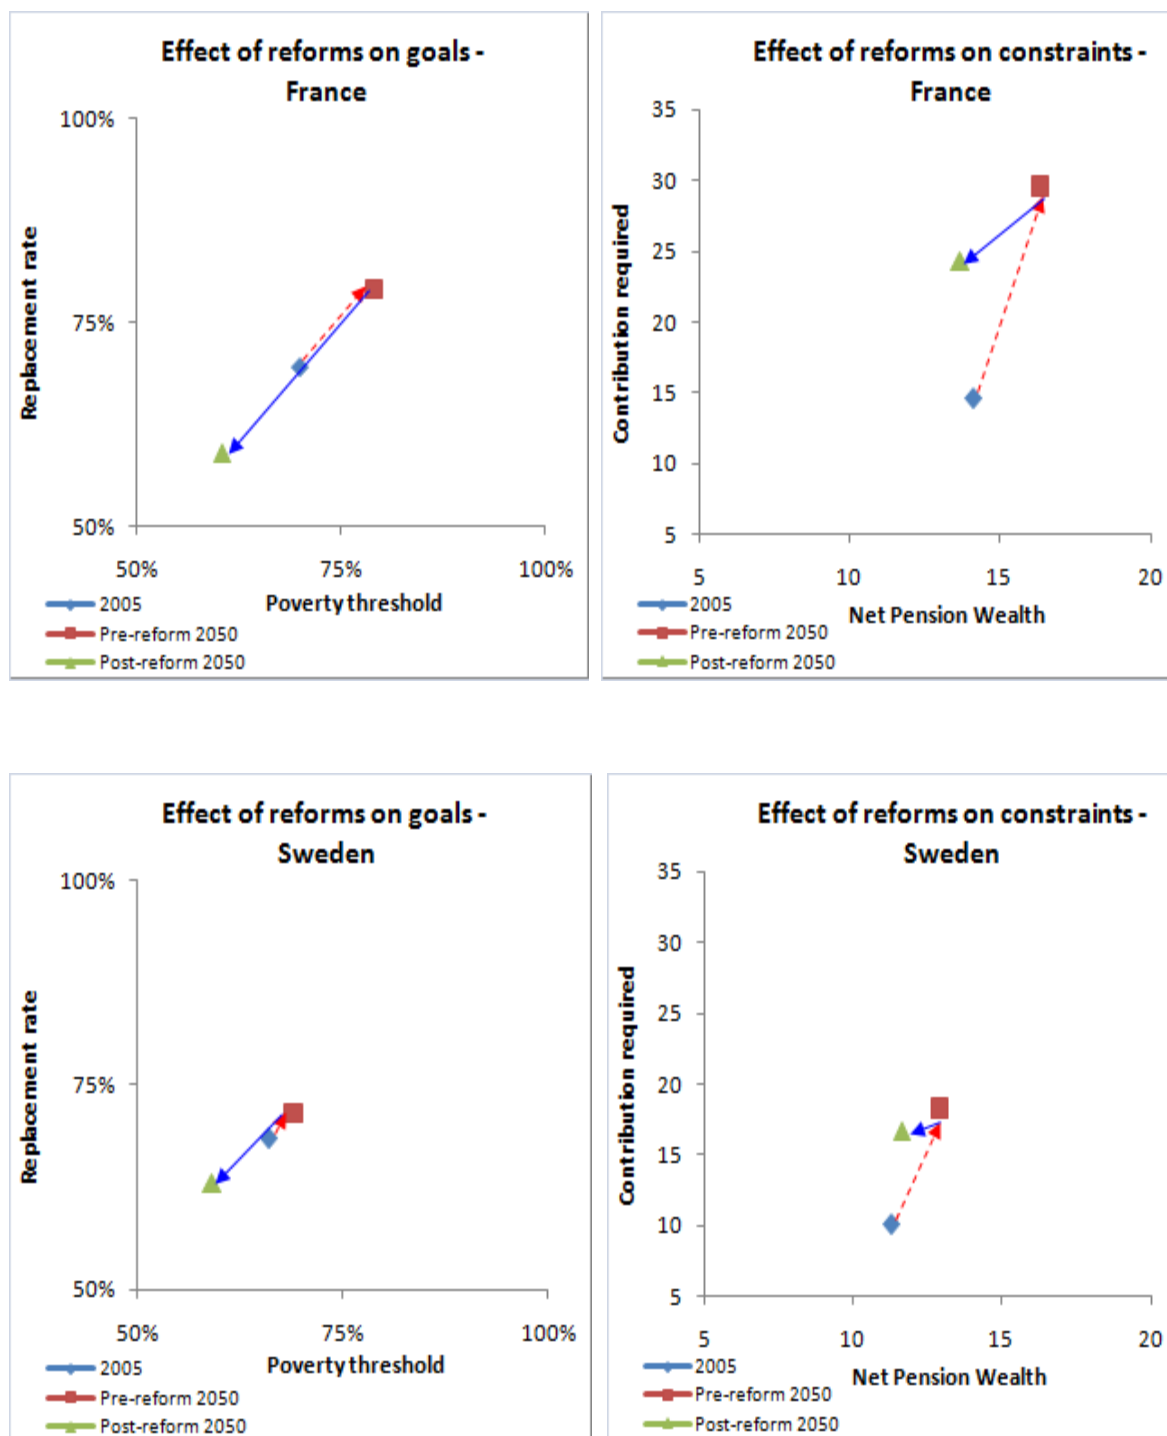 Effect of reforms on goals -
France
100%
75%
50%
50%
75%
100%
Replacement rate
Poverty threshold
2005
Pre-reform 2050
Post-reform 2050
Effect of reforms on constraints -
France
35
30
25
20
15
10
5
5
10
15
20
Contribution required
Net Pension Wealth
2005
Pre-reform 2050
Post-reform 2050
Effect of reforms on goals -
Sweden
100%
75%
50%
50%
75%
100%
Replacement rate
Poverty threshold
2005
Pre-reform 2050
Post-reform 2050
Effect of reforms on constraints -
Sweden
35
30
25
20
15
10
5
5
10
15
20
Contribution required
Net Pension Wealth
2005
Pre-reform 2050
Post-reform 2050